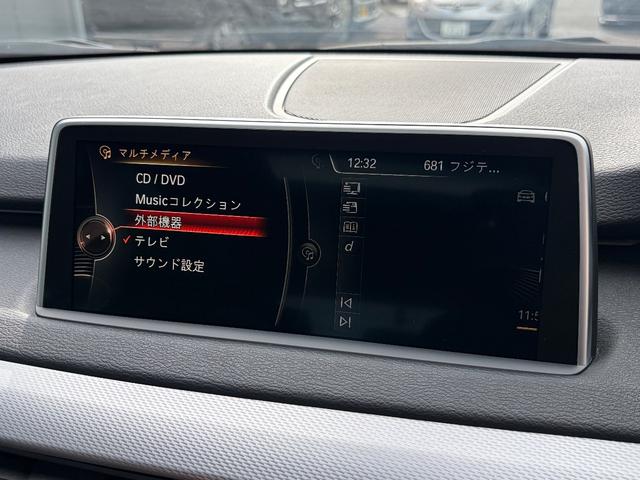 マルチメディア
CD / DVD
Musicコレクション
外部機器
テレビ
サウンド設定
12:32 681 フジテ...
d